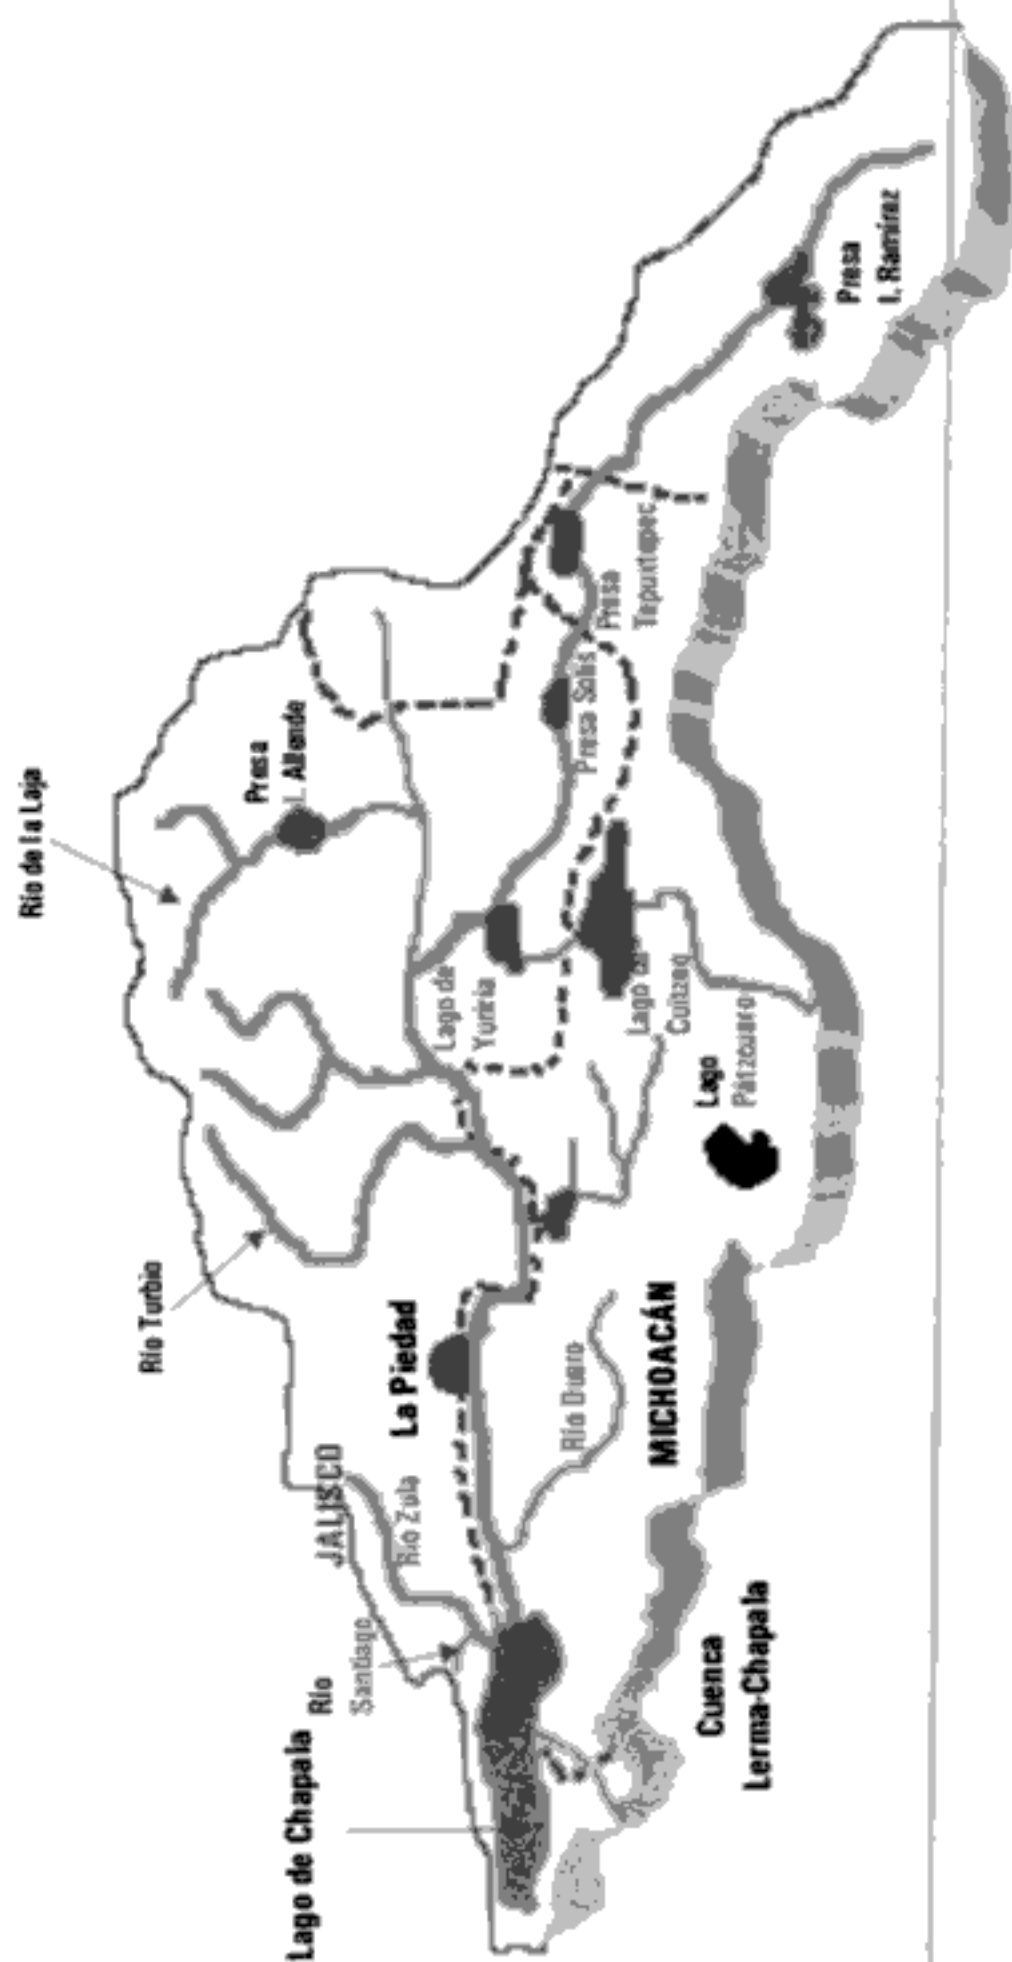 Río de la Laja
Presa
I. Allende
Río Turbio
Presa
I. Ramírez
Presa
Tepuxtepec
Presa Solís
Lago de
Yuriria
Lago de
Cuitzeo
Lago
Pátzcuaro
La Piedad
JALISCO
Río Zula
Río Duero
MICHOACÁN
Río
Santiago
Lago de Chapala
Cuenca
Lerma-Chapala